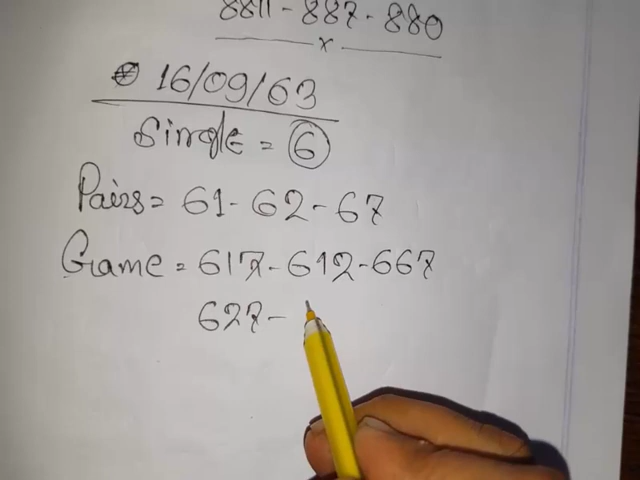 8811 - 887 - 880
x
16/09/63
Single = 6
Pairs = 61 - 62 - 67
Game = 617 - 612 - 667
627 -